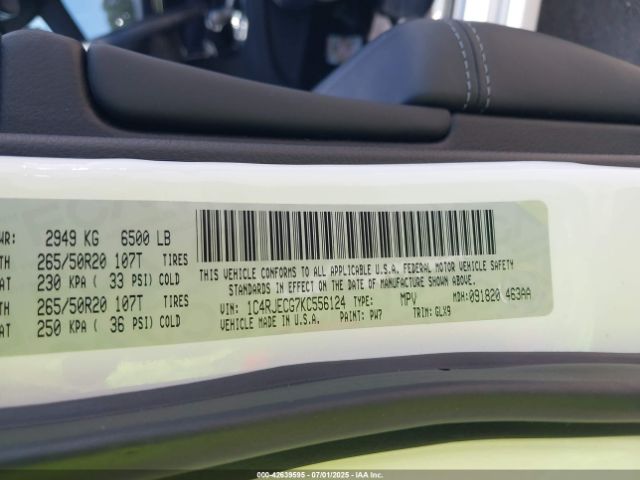 WR: 2949 KG 6500 LB
TH 265/50R20 107T TIRES
AT 230 KPA ( 33 PSI) COLD
TH 265/50R20 107T TIRES
AT 250 KPA ( 36 PSI) COLD
THIS VEHICLE CONFORMS TO ALL APPLICABLE U.S.A. FEDERAL MOTOR VEHICLE SAFETY
STANDARDS IN EFFECT ON THE DATE OF MANUFACTURE SHOWN ABOVE.
VIN: 1C4RJECG7KC556124 TYPE: MPV MDH: 091820 463AA
VEHICLE MADE IN U.S.A. PAINT: PW7 TRIM: GLX9
000-42639595 - 07/01/2025 - IAAI.COM